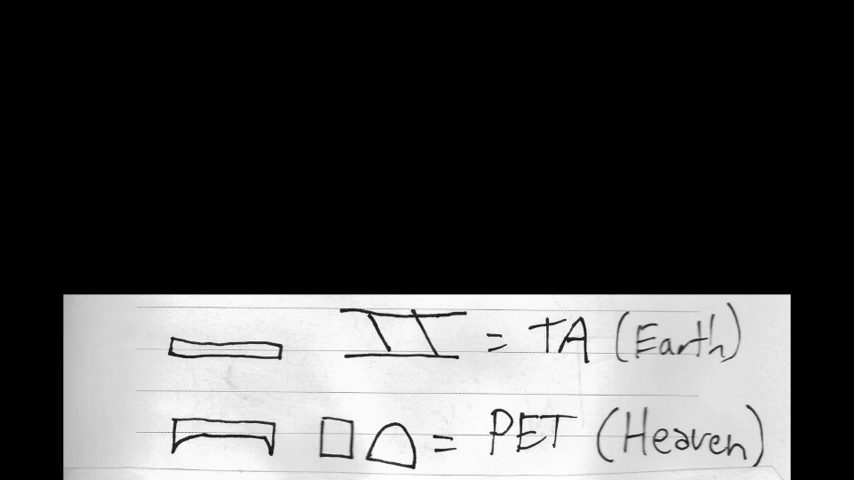 = TA (Earth)
= PET (Heaven)